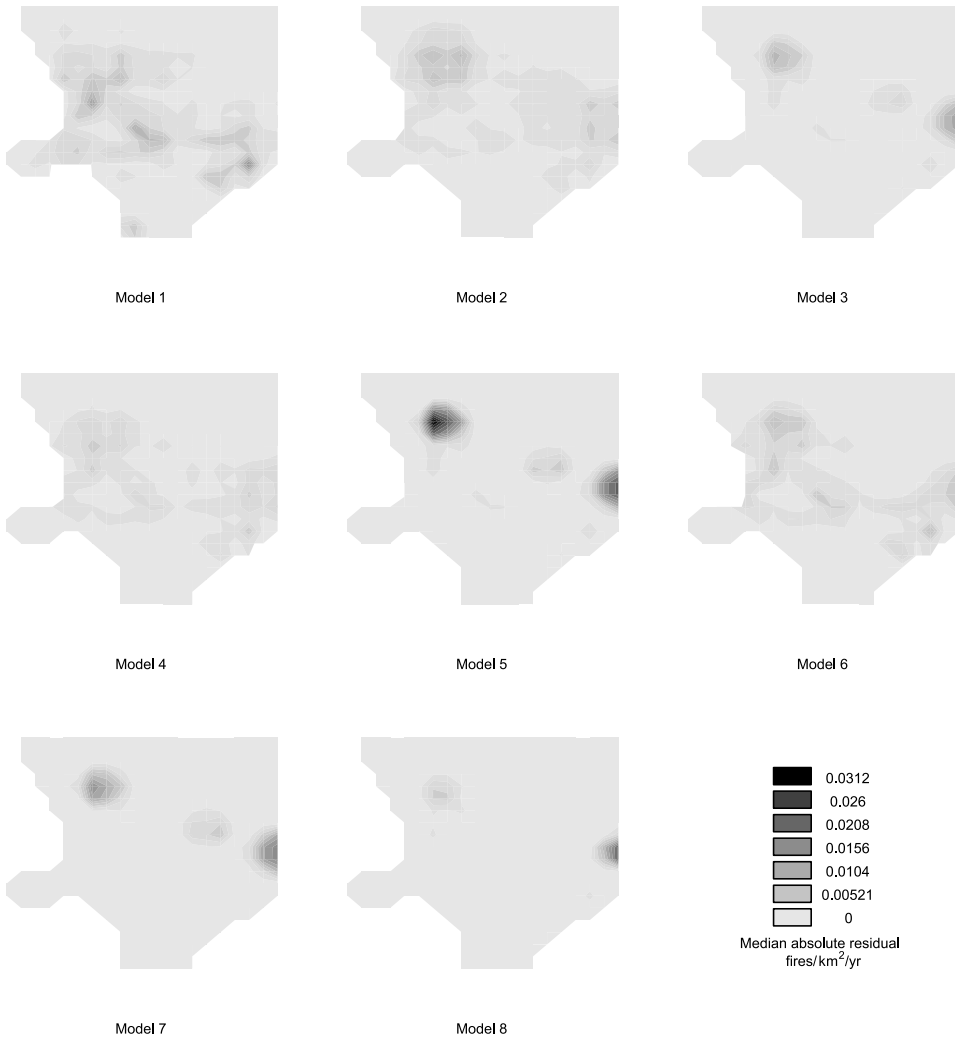 Model 1
Model 2
Model 3
Model 4
Model 5
Model 6
Model 7
Model 8
0.0312
0.026
0.0208
0.0156
0.0104
0.00521
0
Median absolute residual
fires/km²/yr